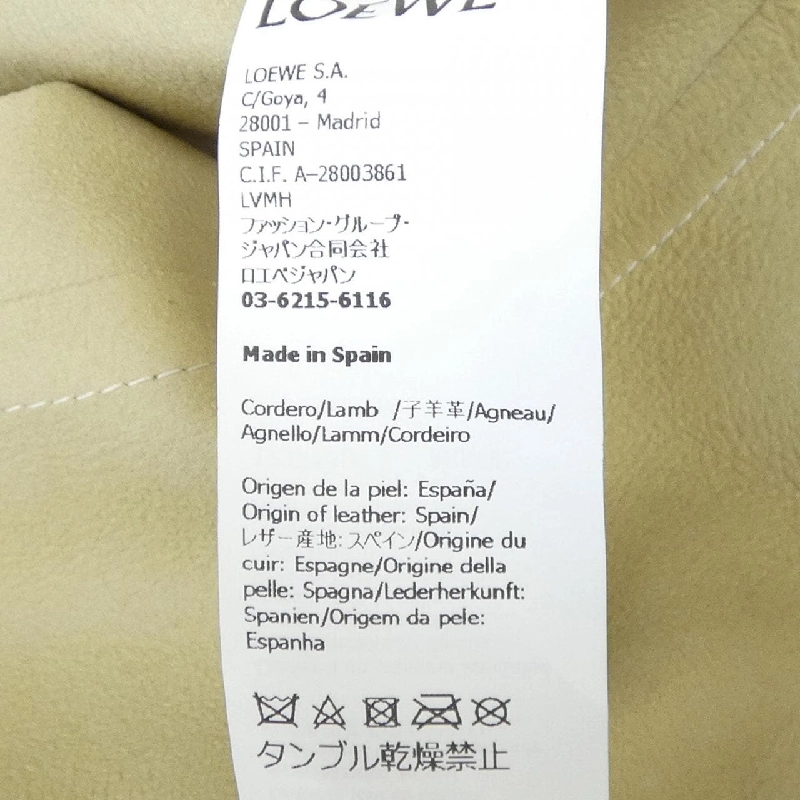 LOEWE
LOEWE S.A.
C/Goya, 4
28001 – Madrid
SPAIN
C.I.F. A–28003861
LVMH
ファッション・グループ・
ジャパン合同会社
ロエベジャパン
03-6215-6116
Made in Spain
Cordero/Lamb /子羊革/Agneau/
Agnello/Lamm/Cordeiro
Origen de la piel: España/
Origin of leather: Spain/
レザー産地: スペイン/Origine du
cuir: Espagne/Origine della
pelle: Spagna/Lederherkunft:
Spanien/Origem da pele:
Espanha
タンブル乾燥禁止